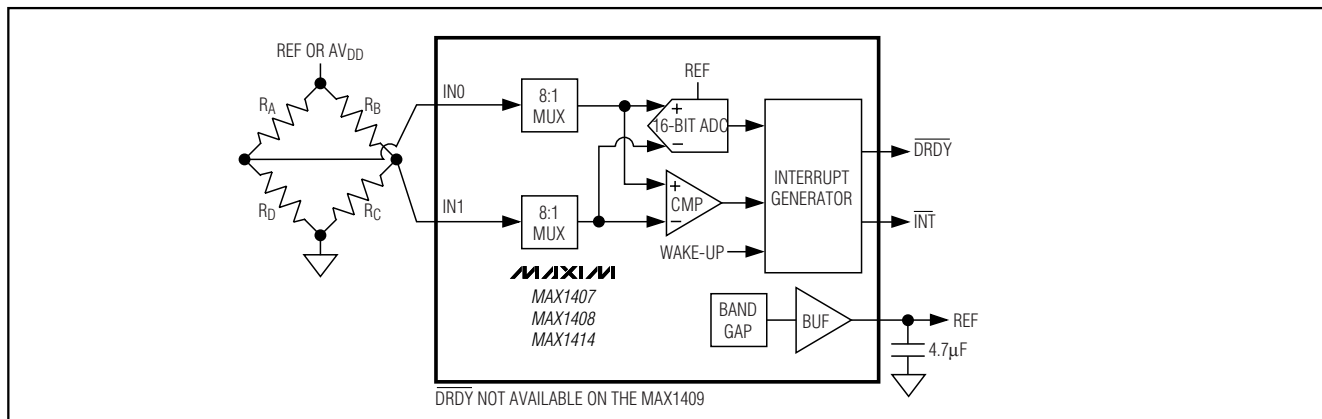 REF OR AVDD
RA
RB
RD
RC
IN0
IN1
8:1
MUX
8:1
MUX
REF
+
16-BIT ADC
−
+
CMP
−
WAKE-UP
INTERRUPT
GENERATOR
DRDY
INT
MAXIM
MAX1407
MAX1408
MAX1414
BAND
GAP
BUF
REF
4.7µF
DRDY NOT AVAILABLE ON THE MAX1409